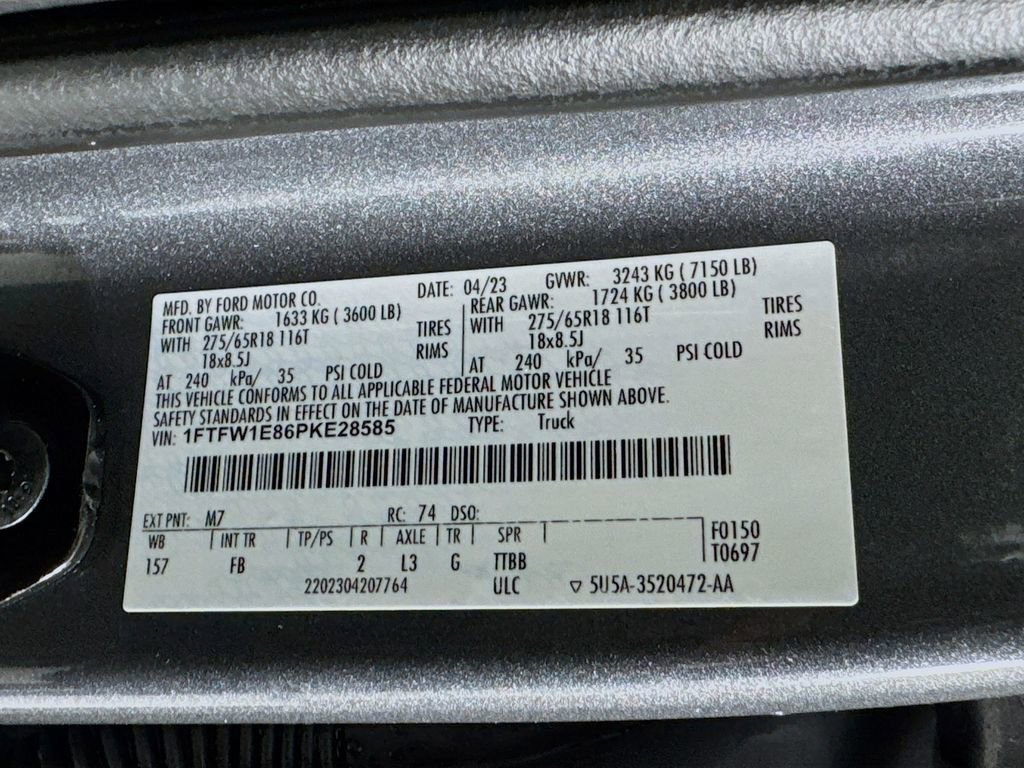 MFD. BY FORD MOTOR CO. DATE: 04/23 GVWR: 3243 KG ( 7150 LB)
FRONT GAWR: 1633 KG ( 3600 LB) REAR GAWR: 1724 KG ( 3800 LB)
WITH 275/65R18 116T TIRES WITH 275/65R18 116T TIRES
18x8.5J RIMS 18x8.5J RIMS
AT 240 kPa/ 35 PSI COLD AT 240 kPa/ 35 PSI COLD
THIS VEHICLE CONFORMS TO ALL APPLICABLE FEDERAL MOTOR VEHICLE
SAFETY STANDARDS IN EFFECT ON THE DATE OF MANUFACTURE SHOWN ABOVE.
VIN: 1FTFW1E86PKE28585 TYPE: Truck
EXT PNT: M7 RC: 74 DSO:
WB INT TR TP/PS R AXLE TR SPR F0150
157 FB 2 L3 G TTBB T0697
2202304207764 ULC ▽ 5U5A-3520472-AA